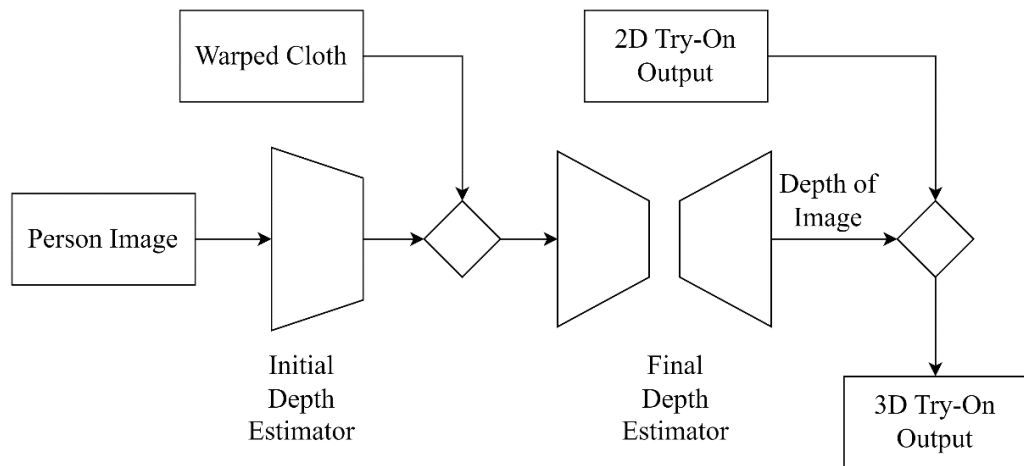 Warped Cloth
2D Try-On
Output
Person Image
Depth of
Image
Initial
Depth
Estimator
Final
Depth
Estimator
3D Try-On
Output